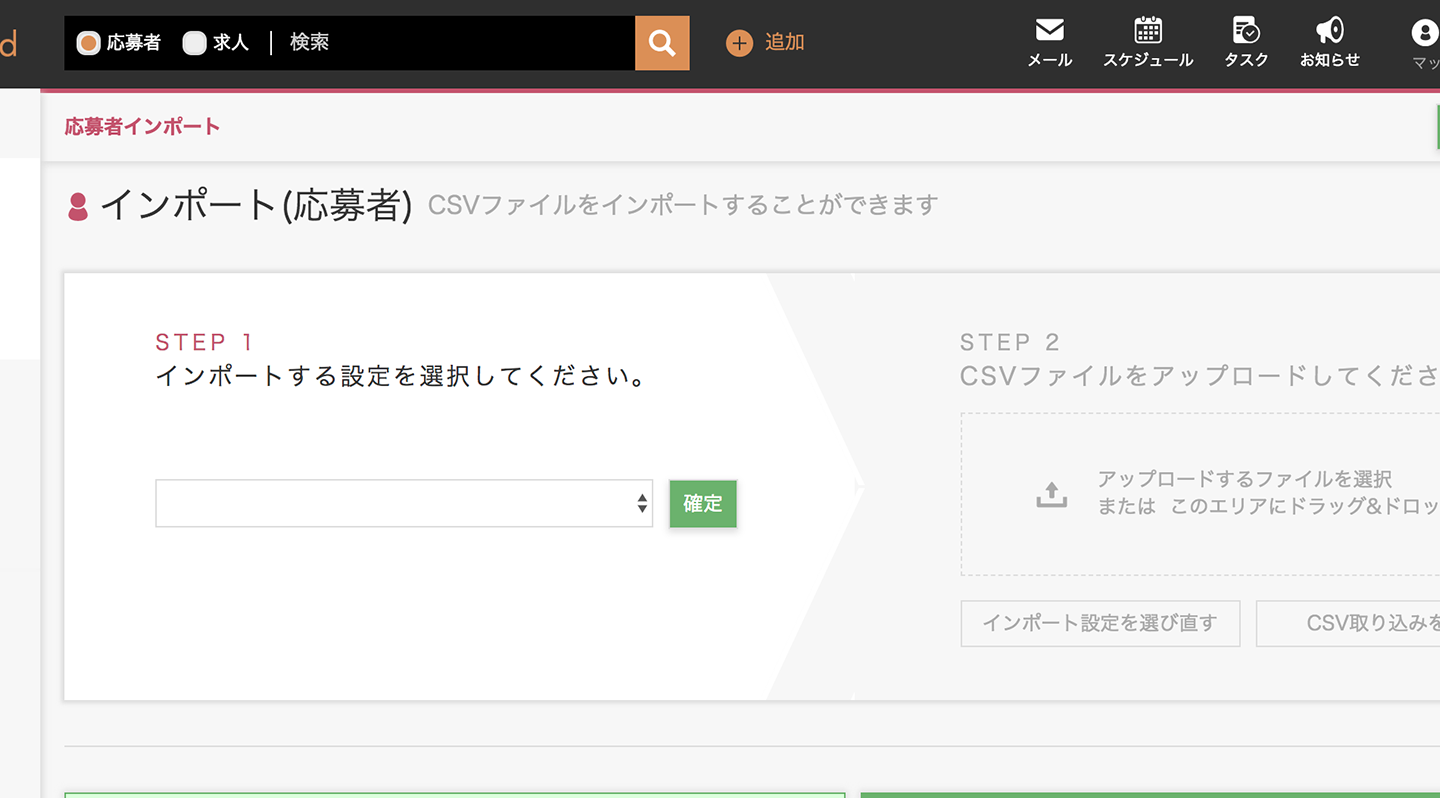 d
応募者 求人 検索 追加
メール スケジュール タスク お知らせ マッ
応募者インポート
インポート(応募者) CSVファイルをインポートすることができます
STEP 1
インポートする設定を選択してください。
確定
STEP 2
CSVファイルをアップロードしてくださ
アップロードするファイルを選択
または このエリアにドラッグ&ドロッ
インポート設定を選び直す CSV取り込みを